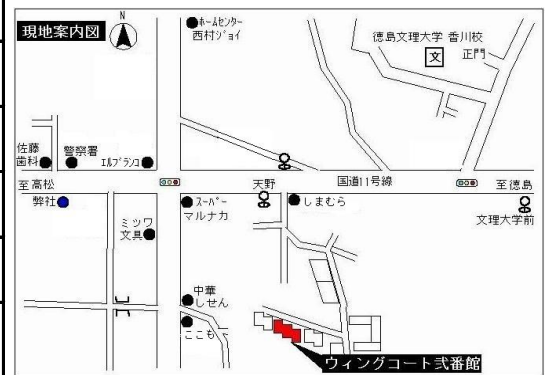 現地案内図
N
ホームセンター
西村ジョイ
徳島文理大学 香川校
文
正門
佐藤
歯科
警察署
エルブランコ
至高松
天野
国道11号線
至徳島
弊社
スーパー
マルナカ
しまむら
文理大学前
ミツワ
文具
中華
しせん
ウィングコート弐番館